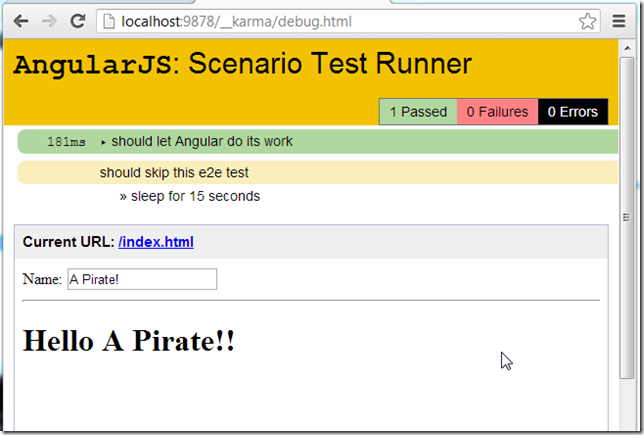 localhost:9878/__karma/debug.html
AngularJS: Scenario Test Runner
1 Passed 0 Failures 0 Errors
181ms ▸ should let Angular do its work
should skip this e2e test
» sleep for 15 seconds
Current URL: /index.html
Name: A Pirate!
Hello A Pirate!!